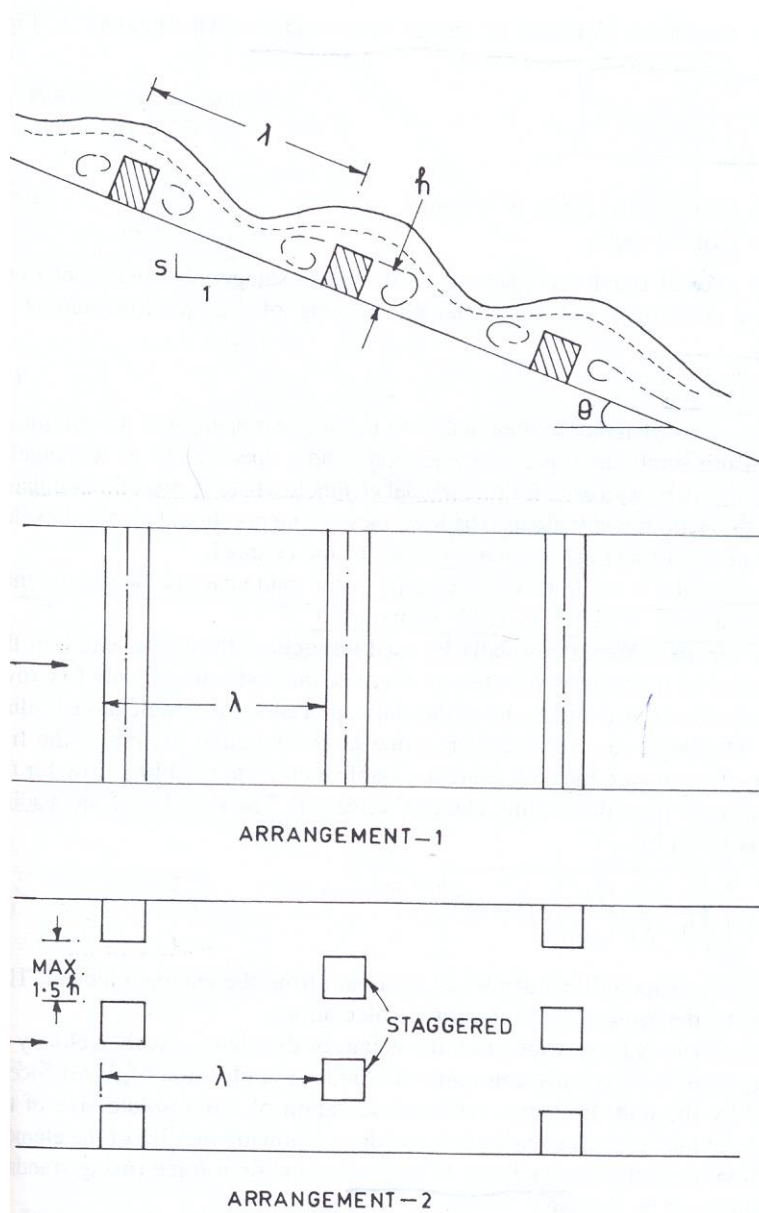 λ
h
S
1
θ
λ
ARRANGEMENT—1
MAX
1.5 h
STAGGERED
λ
ARRANGEMENT—2